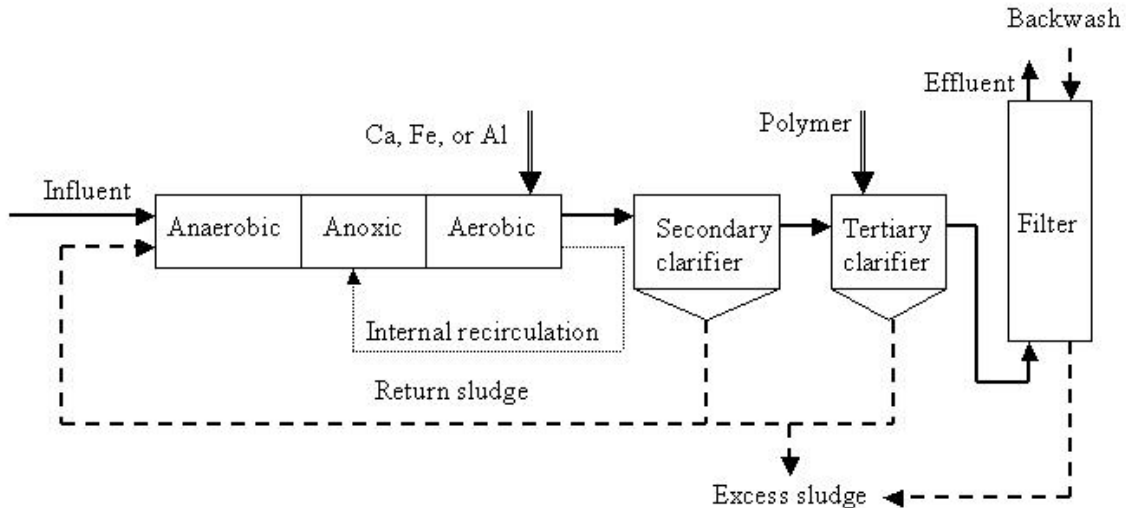 Backwash
Effluent
Ca, Fe, or Al
Polymer
Influent
Anaerobic
Anoxic
Aerobic
Secondary
clarifier
Tertiary
clarifier
Filter
Internal recirculation
Return sludge
Excess sludge